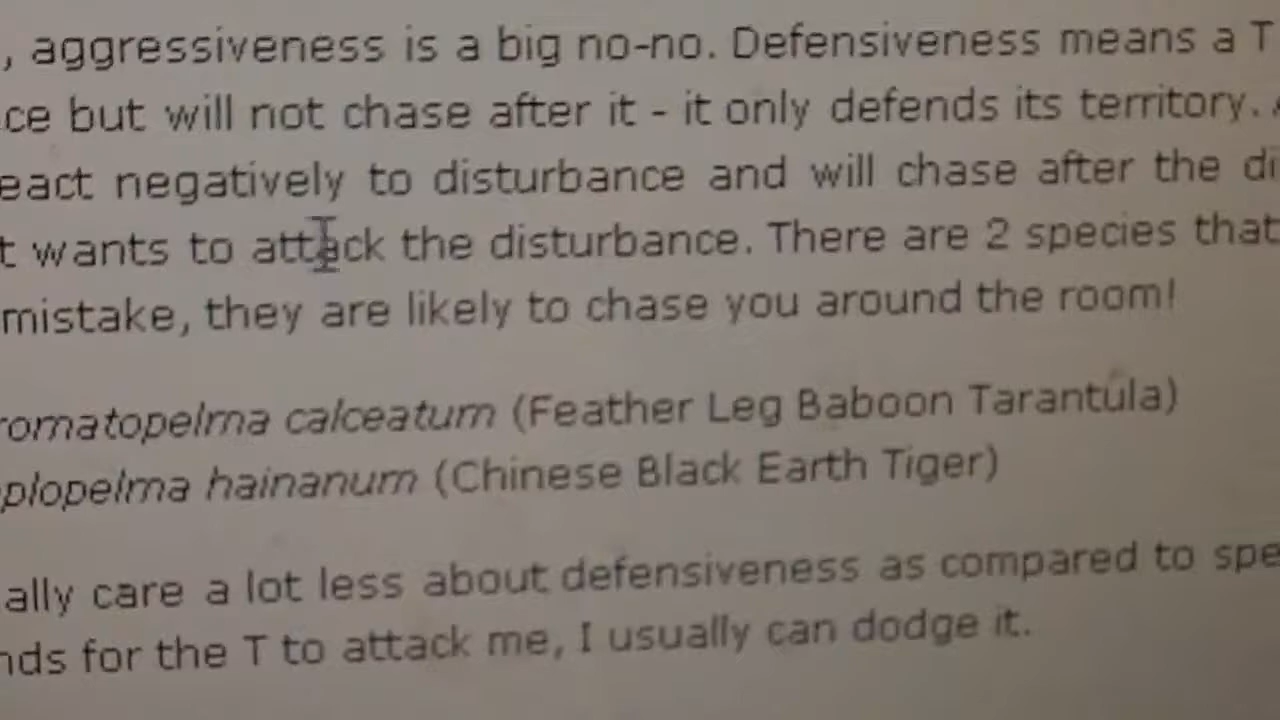 , aggressiveness is a big no-no. Defensiveness means a T
ce but will not chase after it - it only defends its territory.
eact negatively to disturbance and will chase after the di
t wants to attack the disturbance. There are 2 species that
mistake, they are likely to chase you around the room!
romatopelma calceatum (Feather Leg Baboon Tarantula)
plopelma hainanum (Chinese Black Earth Tiger)
ally care a lot less about defensiveness as compared to spe
nds for the T to attack me, I usually can dodge it.